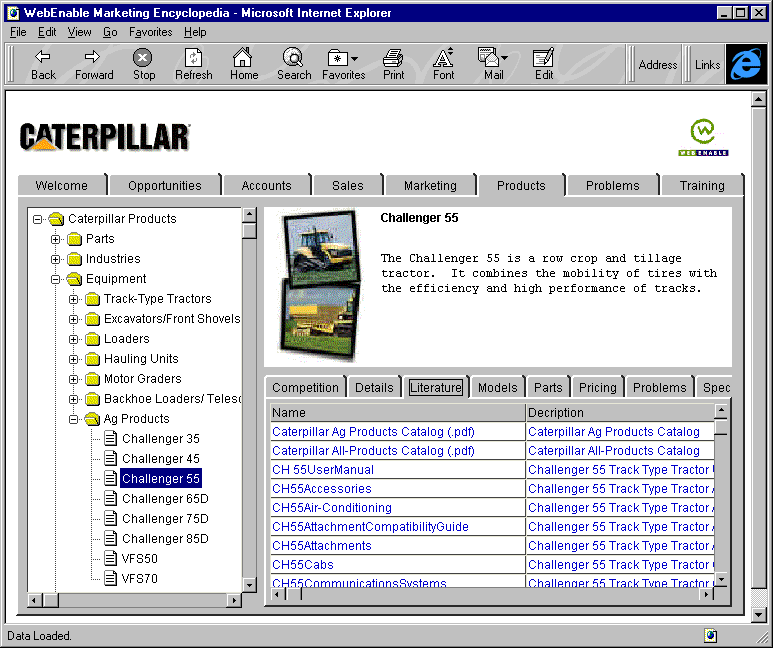 WebEnable Marketing Encyclopedia - Microsoft Internet Explorer
File Edit View Go Favorites Help
Back Forward Stop Refresh Home Search Favorites Print Font Mail Edit Address Links
CATERPILLAR
WEBENABLE
Welcome Opportunities Accounts Sales Marketing Products Problems Training
Caterpillar Products
Parts
Industries
Equipment
Track-Type Tractors
Excavators/Front Shovels
Loaders
Hauling Units
Motor Graders
Backhoe Loaders/ Telesc
Ag Products
Challenger 35
Challenger 45
Challenger 55
Challenger 65D
Challenger 75D
Challenger 85D
VFS50
VFS70
Challenger 55
The Challenger 55 is a row crop and tillage
tractor. It combines the mobility of tires with
the efficiency and high performance of tracks.
Competition Details Literature Models Parts Pricing Problems Spec
Name Decription
Caterpillar Ag Products Catalog (.pdf) Caterpillar Ag Products Catalog
Caterpillar All-Products Catalog (.pdf) Caterpillar All-Products Catalog
CH 55UserManual Challenger 55 Track Type Tractor
CH55Accessories Challenger 55 Track Type Tractor
CH55Air-Conditioning Challenger 55 Track Type Tractor
CH55AttachmentCompatibilityGuide Challenger 55 Track Type Tractor
CH55Attachments Challenger 55 Track Type Tractor
CH55Cabs Challenger 55 Track Type Tractor
CH55CommunicationsSystems Challenger 55 Track Type Tractor
Data Loaded.